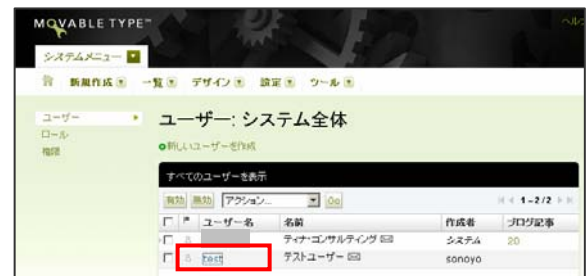 MOVABLE TYPE™
システムメニュー
新規作成 一覧 デザイン 設定 ツール
ユーザー
ロール
権限
ユーザー: システム全体
新しいユーザーを作成
すべてのユーザーを表示
有効 無効 アクション... Go 1-2/2
ユーザー名 名前 作成者 ブログ記事
ティナ・コンサルティング システム 20
test テストユーザー sonoyo